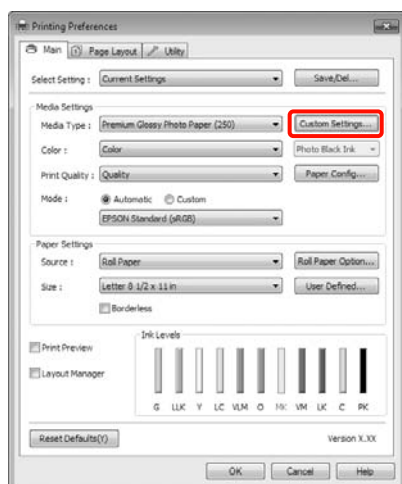 Printing Preferences
Main Page Layout Utility
Select Setting : Current Settings Save/Del...
Media Settings
Media Type : Premium Glossy Photo Paper (250) Custom Settings...
Color : Color Photo Black Ink
Print Quality : Quality Paper Config...
Mode : Automatic Custom
EPSON Standard (sRGB)
Paper Settings
Source : Roll Paper Roll Paper Option...
Size : Letter 8 1/2 x 11 in User Defined...
Borderless
Ink Levels
Print Preview
Layout Manager
G LLK Y LC VLM O MK VM LK C PK
Reset Defaults(Y) Version X.XX
OK Cancel Help